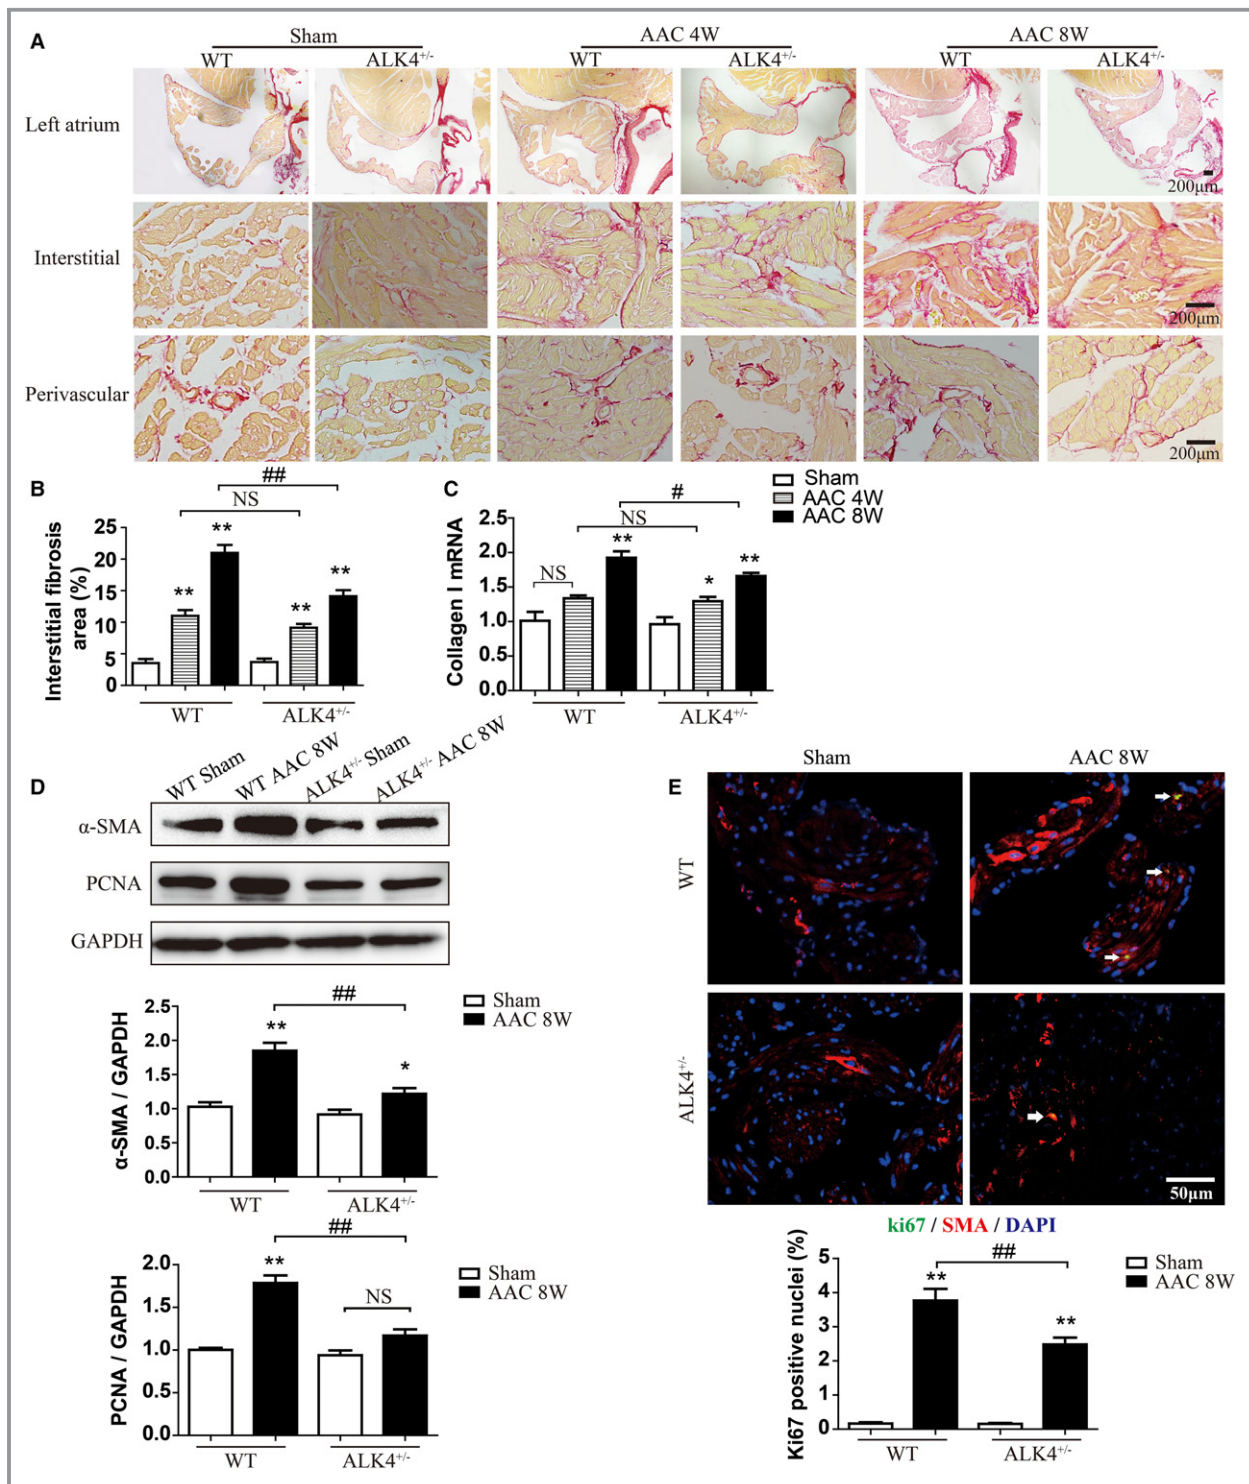 A
Sham
AAC 4W
AAC 8W
WT
ALK4+/-
WT
ALK4+/-
WT
ALK4+/-
Left atrium
200μm
Interstitial
200μm
Perivascular
200μm
B
##
NS
**
**
**
**
Interstitial fibrosis
area (%)
25
20
15
10
5
0
WT
ALK4+/-
C
Sham
AAC 4W
AAC 8W
#
NS
**
NS
*
**
Collagen I mRNA
2.5
2.0
1.5
1.0
0.5
0.0
WT
ALK4+/-
D
WT Sham
WT AAC 8W
ALK4+/- Sham
ALK4+/- AAC 8W
α-SMA
PCNA
GAPDH
Sham
AAC 8W
##
**
*
α-SMA / GAPDH
2.5
2.0
1.5
1.0
0.5
0.0
WT
ALK4+/-
Sham
AAC 8W
##
**
NS
PCNA / GAPDH
2.0
1.5
1.0
0.5
0.0
WT
ALK4+/-
E
Sham
AAC 8W
WT
ALK4+/-
50μm
ki67 / SMA / DAPI
Sham
AAC 8W
##
**
**
Ki67 positive nuclei (%)
5
4
3
2
1
0
WT
ALK4+/-